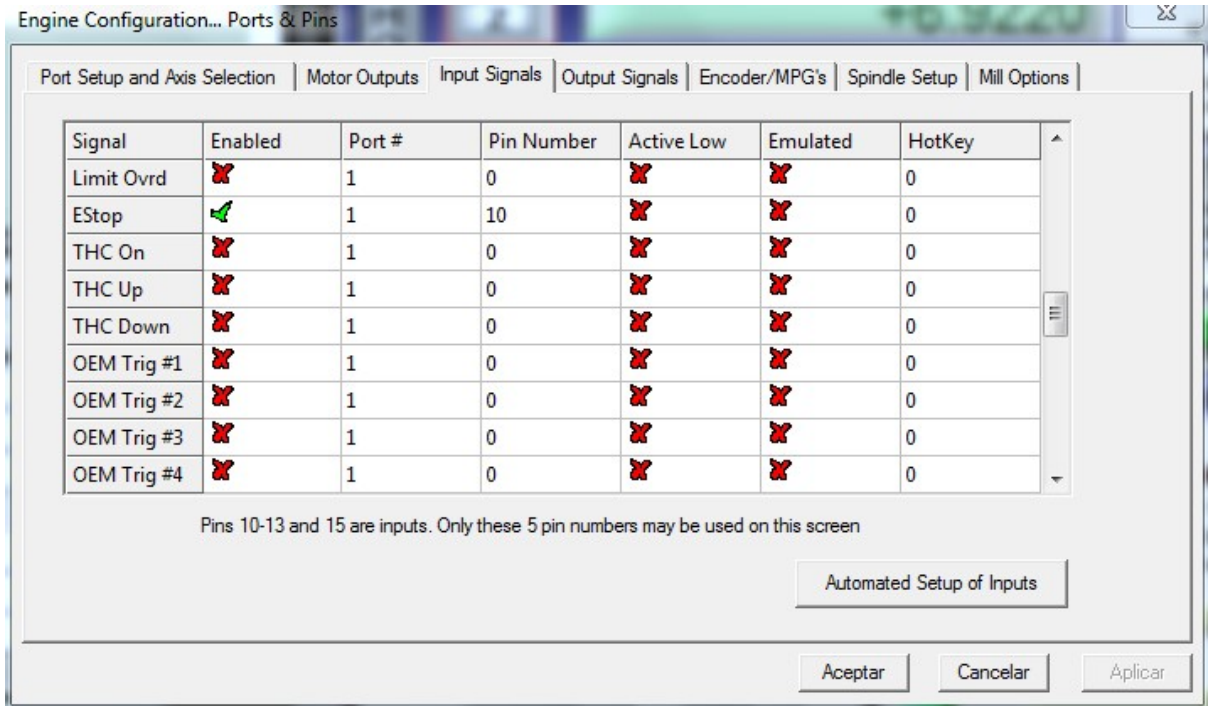 Engine Configuration... Ports & Pins
+6.9220
Port Setup and Axis Selection Motor Outputs Input Signals Output Signals Encoder/MPG's Spindle Setup Mill Options
Signal Enabled Port # Pin Number Active Low Emulated HotKey
Limit Ovrd 1 0 0
EStop 1 10 0
THC On 1 0 0
THC Up 1 0 0
THC Down 1 0 0
OEM Trig #1 1 0 0
OEM Trig #2 1 0 0
OEM Trig #3 1 0 0
OEM Trig #4 1 0 0
Pins 10-13 and 15 are inputs. Only these 5 pin numbers may be used on this screen
Automated Setup of Inputs
Aceptar Cancelar Aplicar